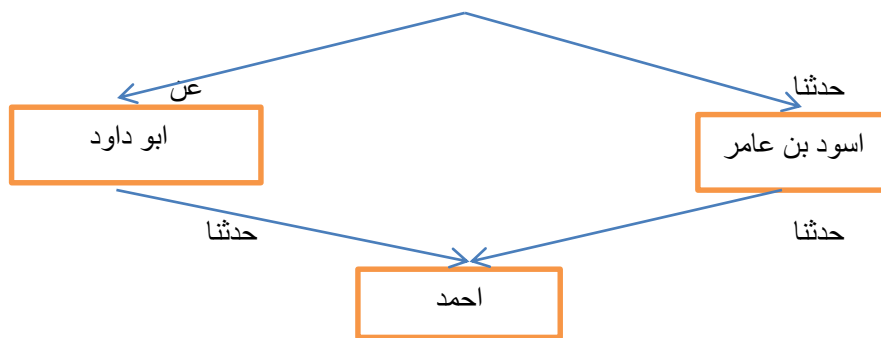 حدثنا
عن
اسود بن عامر
ابو داود
حدثنا
حدثنا
احمد